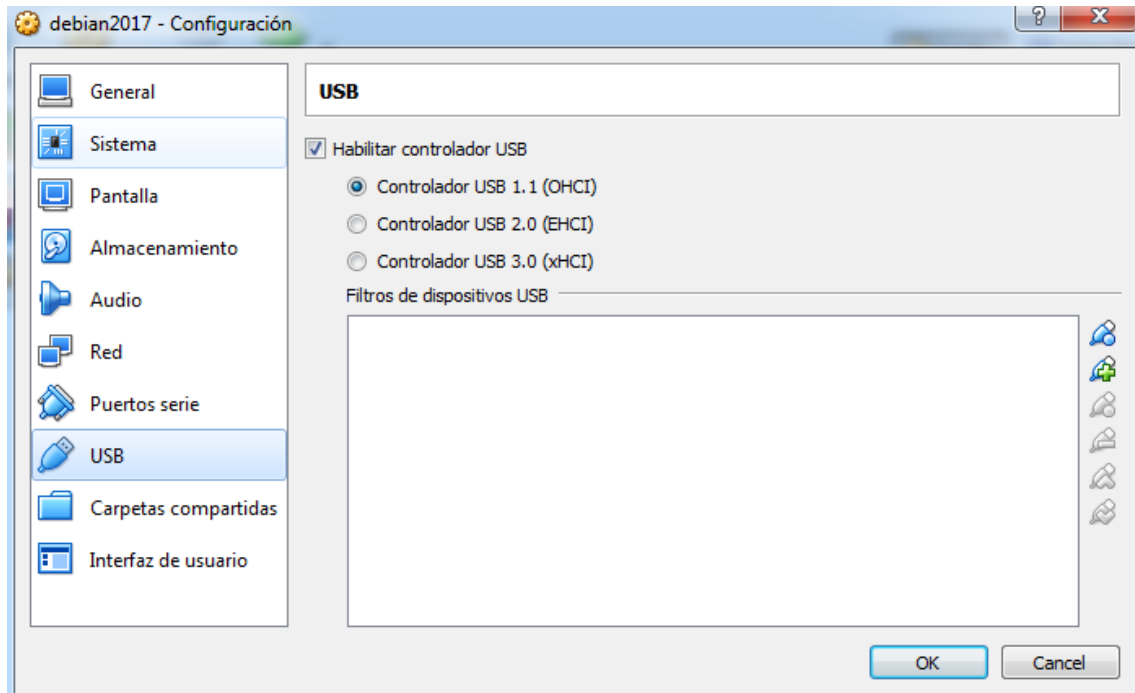 debian2017 - Configuración
General
Sistema
Pantalla
Almacenamiento
Audio
Red
Puertos serie
USB
Carpetas compartidas
Interfaz de usuario
USB
Habilitar controlador USB
Controlador USB 1.1 (OHCI)
Controlador USB 2.0 (EHCI)
Controlador USB 3.0 (xHCI)
Filtros de dispositivos USB
OK
Cancel